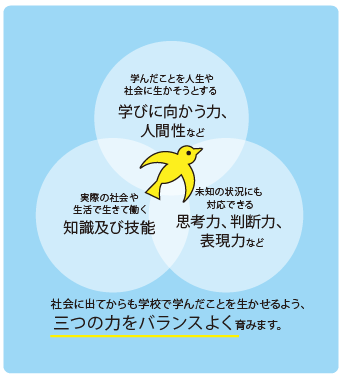 学んだことを人生や
社会に生かそうとする
学びに向かう力、
人間性など
実際の社会や
生活で生きて働く
知識及び技能
未知の状況にも
対応できる
思考力、判断力、
表現力など
社会に出てからも学校で学んだことを生かせるよう、
三つの力をバランスよく育みます。